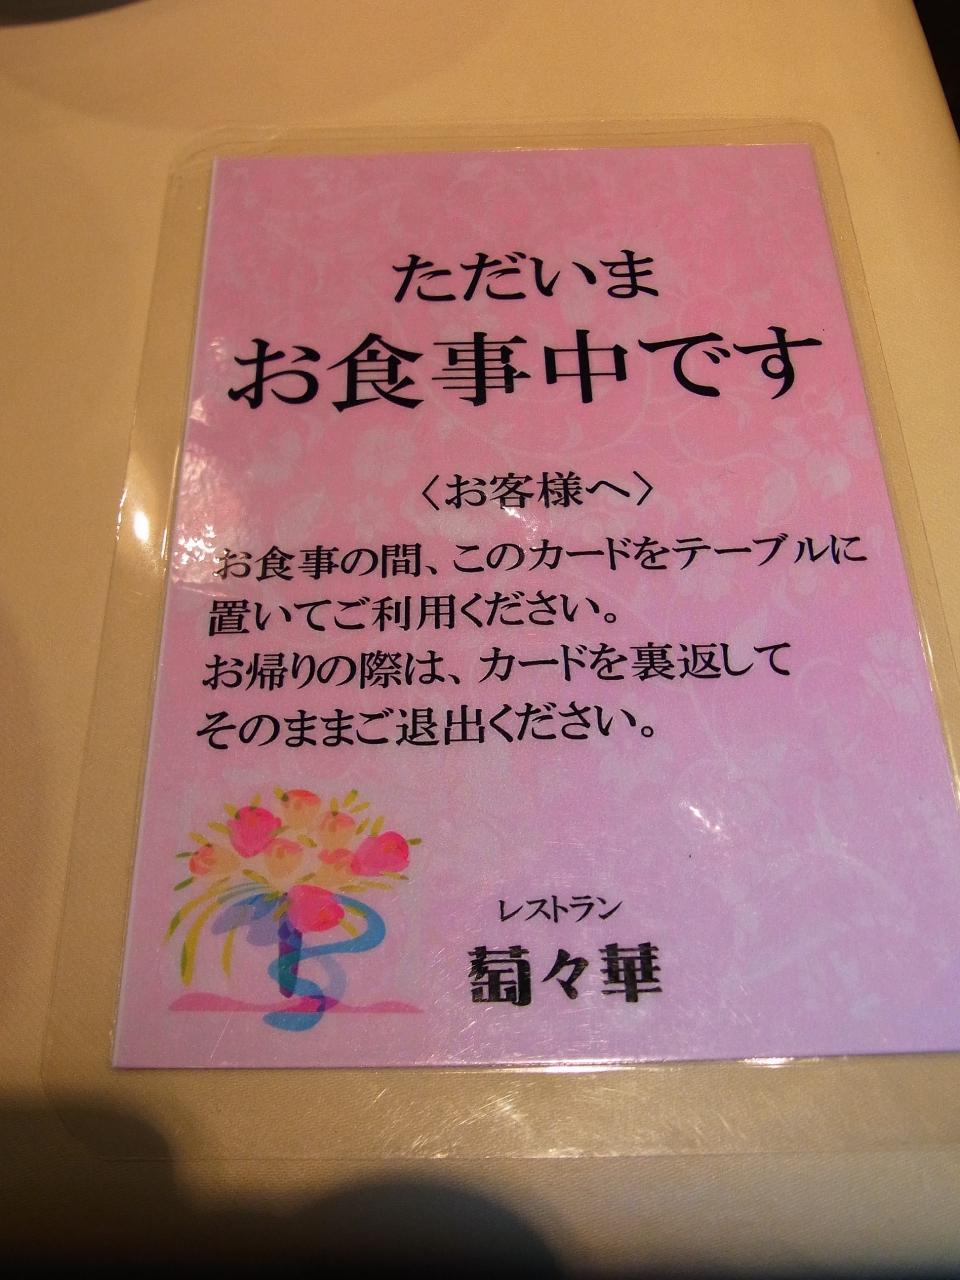 ただいま
お食事中です
〈お客様へ〉
お食事の間、このカードをテーブルに
置いてご利用ください。
お帰りの際は、カードを裏返して
そのままご退出ください。
レストラン
萄々華